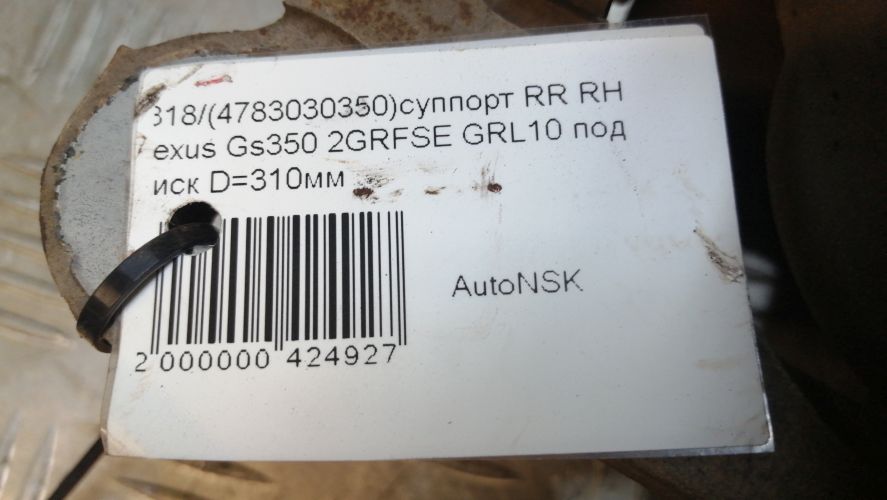 318/(4783030350)суппорт RR RH
exus Gs350 2GRFSE GRL10 под
иск D=310мм
AutoNSK
2 000000 424927